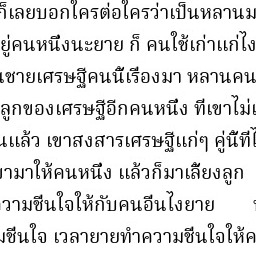 ก็เลยบอกใครต่อใครว่าเป็นหลานม
ยู่คนหนึ่งนะยาย ก็ คนใช้เก่าแก่ไง
นชายเศรษฐีคนนี้เรืองมา หลานคน
ลูกของเศรษฐีอีกคนหนึ่ง ที่เขาไม่เ
นแล้ว เขาสงสารเศรษฐีแก่ๆ คู่นี้ที่ไ
มามาให้คนหนึ่ง แล้วก็มาเลี้ยงลูก
วามชื่นใจให้กับคนอื่นไงยาย
มชื่นใจ เวลายายทำความชื่นใจให้ค